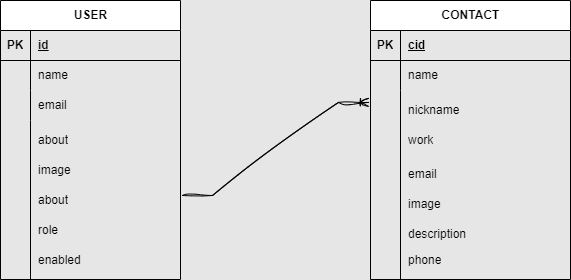 USER
PK id
name
email
about
image
about
role
enabled
CONTACT
PK cid
name
nickname
work
email
image
description
phone